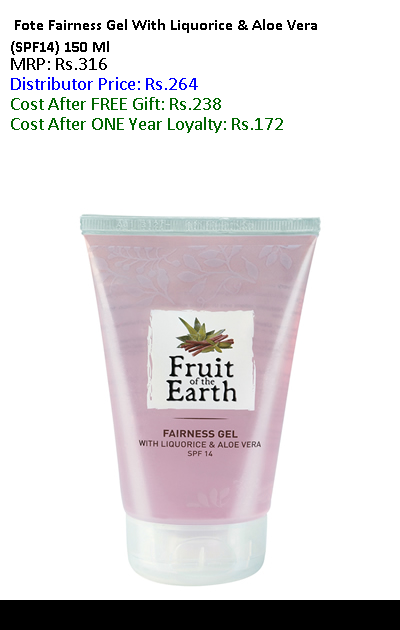 Fote Fairness Gel With Liquorice & Aloe Vera
(SPF14) 150 Ml
MRP: Rs.316
Distributor Price: Rs.264
Cost After FREE Gift: Rs.238
Cost After ONE Year Loyalty: Rs.172
Fruit
of the
Earth
FAIRNESS GEL
WITH LIQUORICE & ALOE VERA
SPF 14